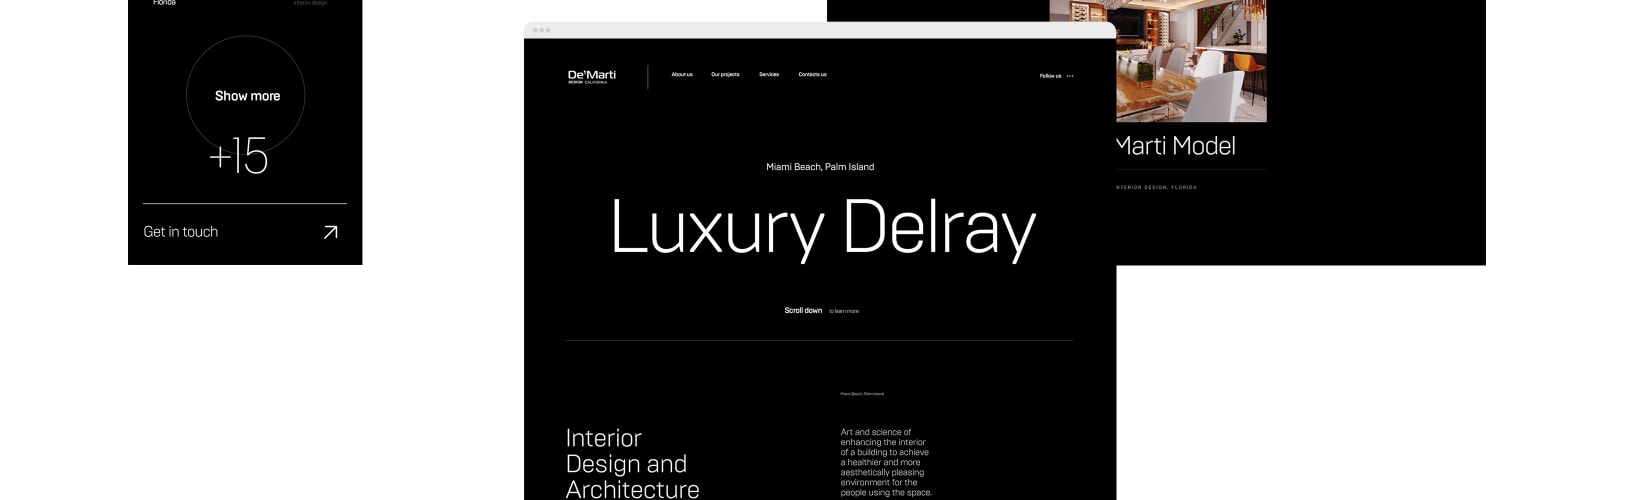 Florida
Interior design
Show more
+15
Get in touch
De'Marti
DESIGN CALIFORNIA
About us
Our projects
Services
Contacts us
Follow us
Miami Beach, Palm Island
Luxury Delray
Scroll down to learn more
Miami Beach, Palm Island
Interior
Design and
Architecture
Art and science of
enhancing the interior
of a building to achieve
a healthier and more
aesthetically pleasing
environment for the
people using the space.
Marti Model
NTERIOR DESIGN, FLORIDA